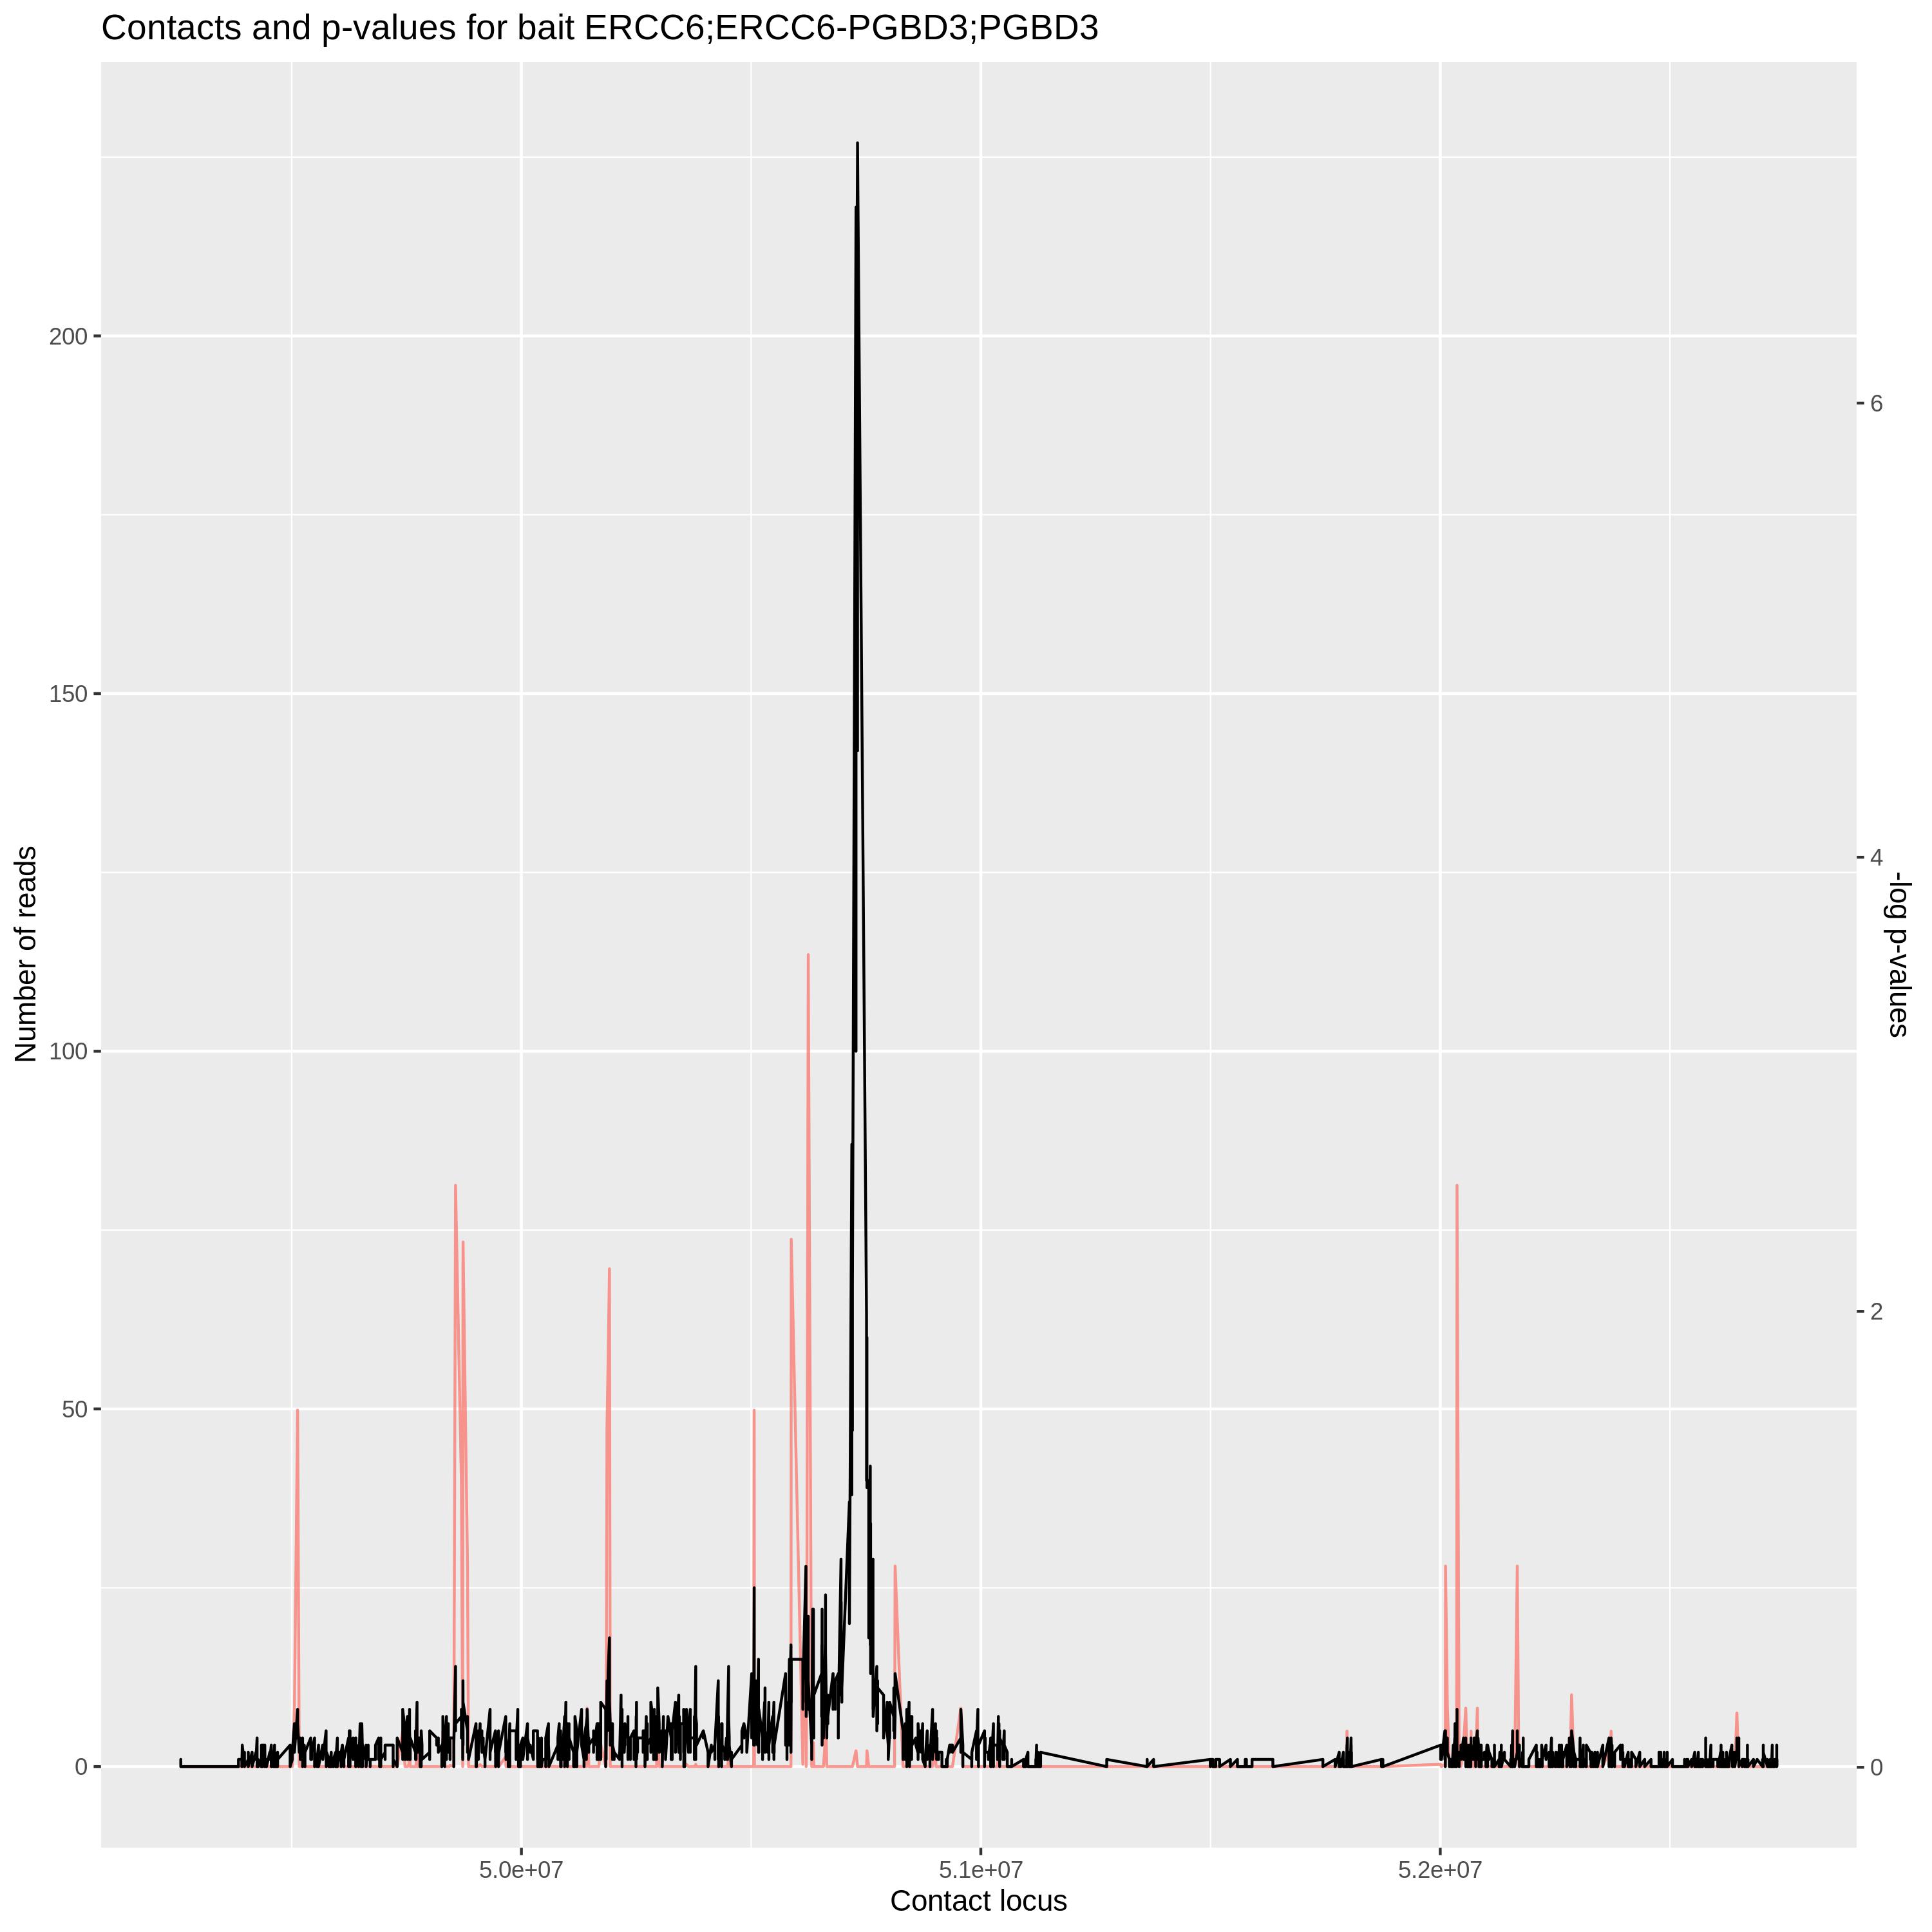 Contacts and p-values for bait ERCC6;ERCC6-PGBD3;PGBD3
Number of reads
200
150
100
50
0
6
4
2
0
-log p-values
5.0e+07
5.1e+07
5.2e+07
Contact locus